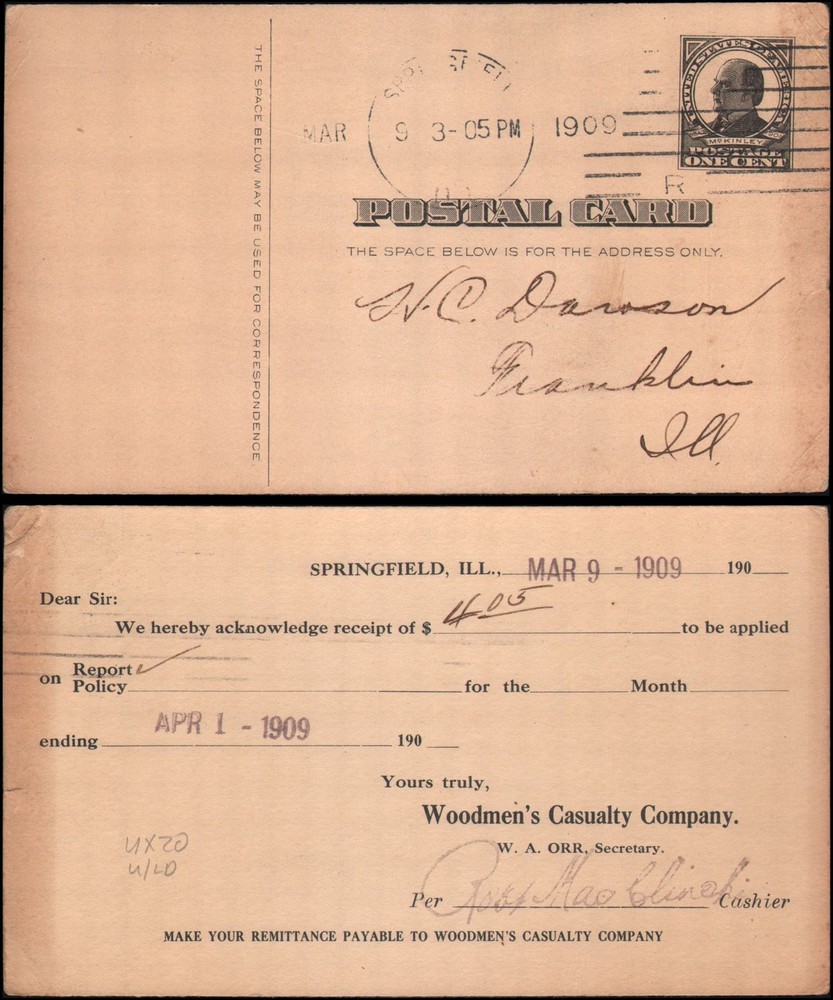 THE SPACE BELOW MAY BE USED FOR CORRESPONDENCE.
UNITED STATES OF AMERICA
McKINLEY
POSTAGE
ONE CENT
MAR 9 3-05 PM 1909
R
POSTAL CARD
THE SPACE BELOW IS FOR THE ADDRESS ONLY.
H.C. Dawson
Franklin
Ill.
SPRINGFIELD, ILL., MAR 9 - 1909 190
Dear Sir:
We hereby acknowledge receipt of $ 4 05 to be applied
on Report ✓
Policy for the Month
ending APR 1 - 1909 190
Yours truly,
Woodmen's Casualty Company.
W. A. ORR, Secretary.
UX20
Per Cashier
MAKE YOUR REMITTANCE PAYABLE TO WOODMEN'S CASUALTY COMPANY